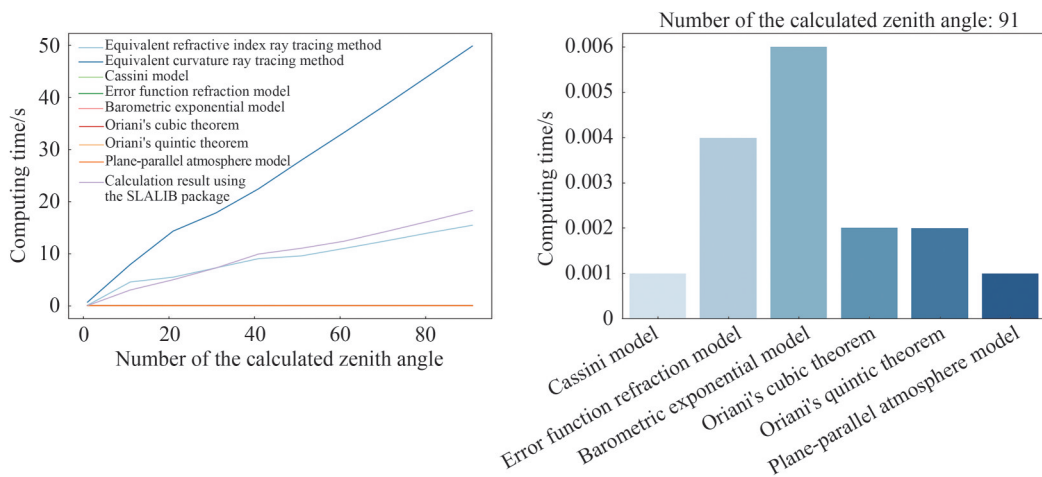 50
40
30
20
10
0
Computing time/s
Equivalent refractive index ray tracing method
Equivalent curvature ray tracing method
Cassini model
Error function refraction model
Barometric exponential model
Oriani's cubic theorem
Oriani's quintic theorem
Plane-parallel atmosphere model
Calculation result using
the SLALIB package
0 20 40 60 80
Number of the calculated zenith angle
Number of the calculated zenith angle: 91
0.006
0.005
0.004
0.003
0.002
0.001
0
Computing time/s
Cassini model
Error function refraction model
Barometric exponential model
Oriani's cubic theorem
Oriani's quintic theorem
Plane-parallel atmosphere model